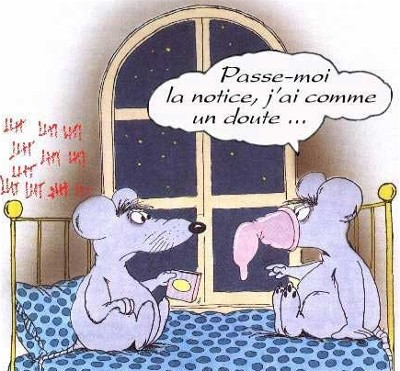 Passe-moi
la notice, j'ai comme
un doute ...